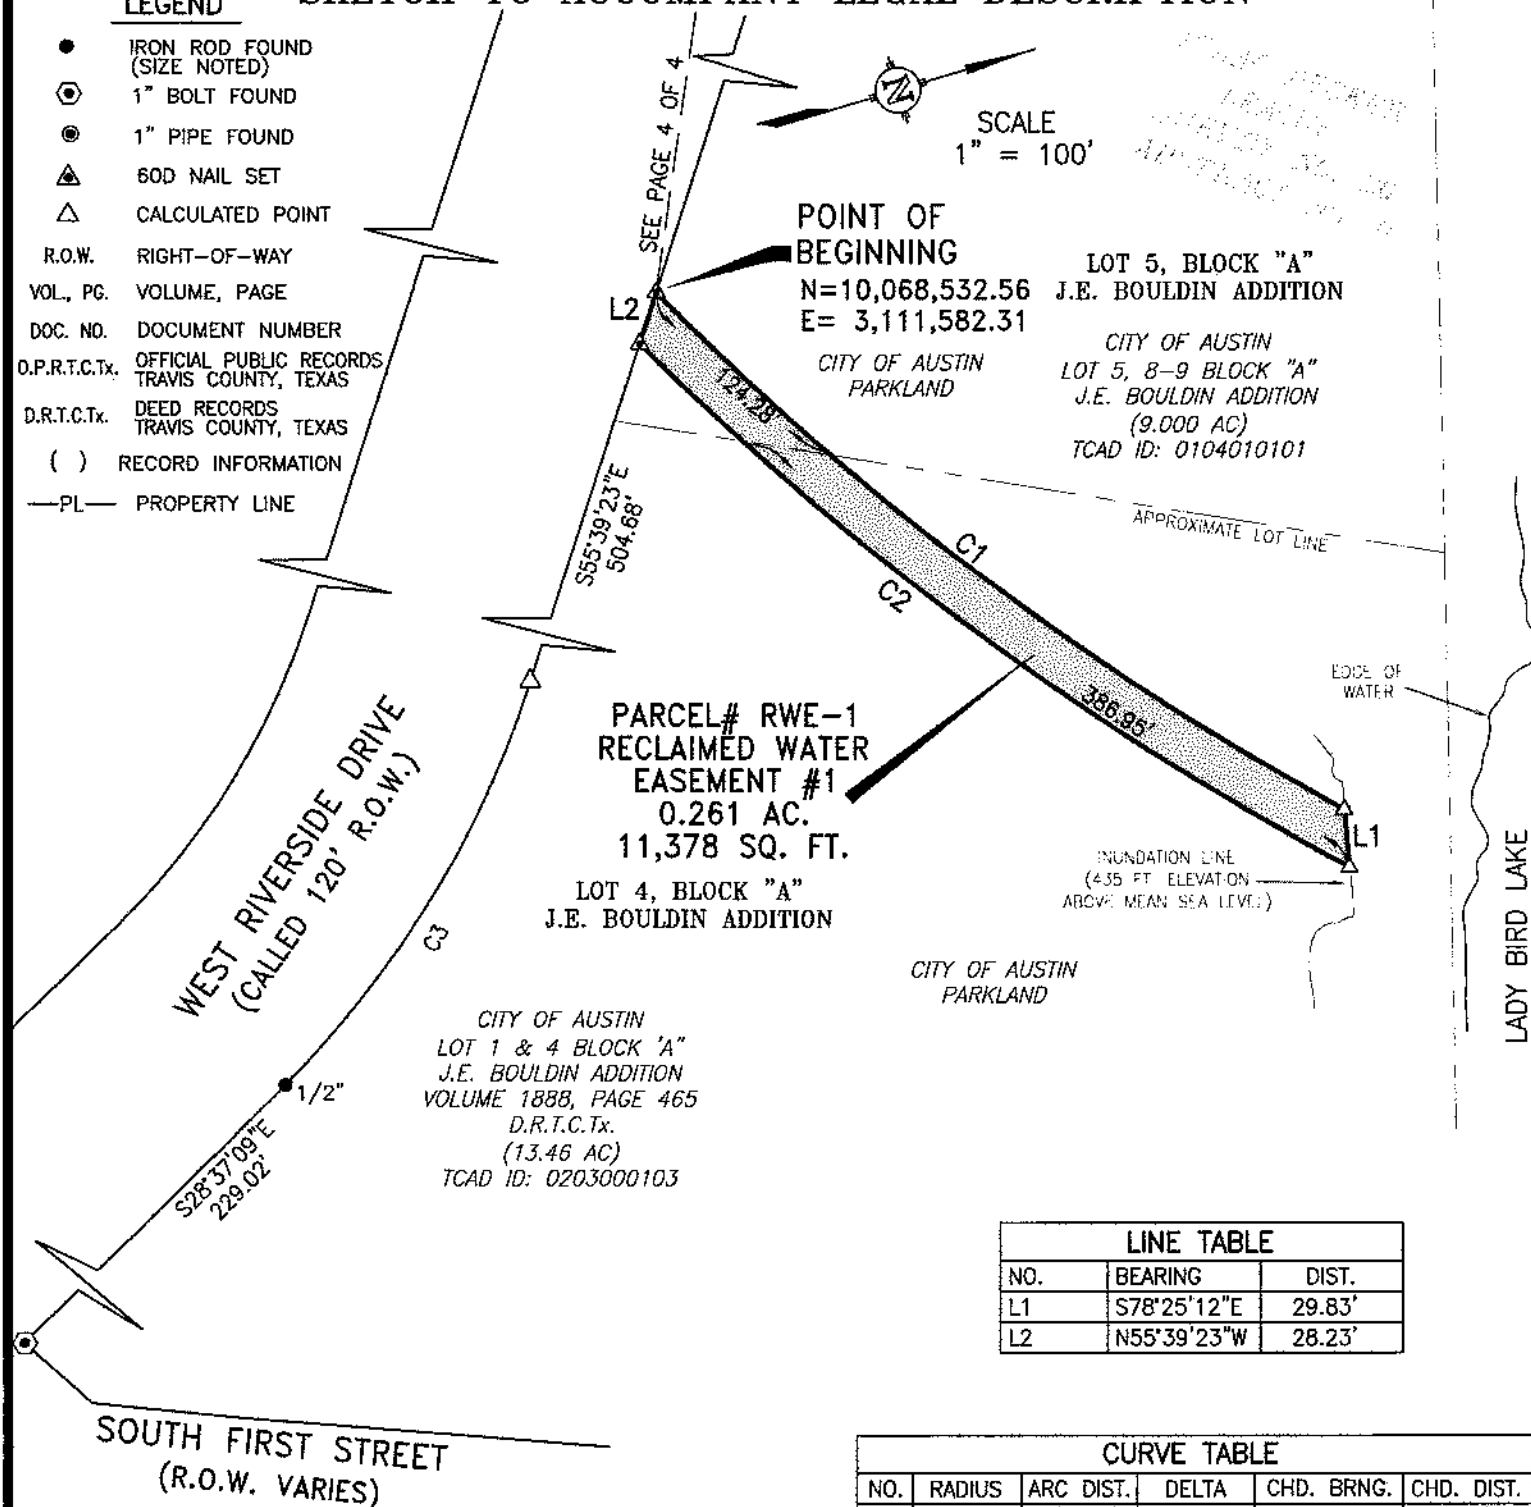 SKETCH TO ACCOMPANY LEGAL DESCRIPTION
LEGEND
IRON ROD FOUND
(SIZE NOTED)
1" BOLT FOUND
1" PIPE FOUND
60D NAIL SET
CALCULATED POINT
R.O.W. RIGHT-OF-WAY
VOL., PG. VOLUME, PAGE
DOC. NO. DOCUMENT NUMBER
O.P.R.T.C.Tx. OFFICIAL PUBLIC RECORDS
TRAVIS COUNTY, TEXAS
D.R.T.C.Tx. DEED RECORDS
TRAVIS COUNTY, TEXAS
( ) RECORD INFORMATION
—PL— PROPERTY LINE
SEE PAGE 4 OF 4
N
SCALE
1" = 100'
POINT OF
BEGINNING
N=10,068,532.56
E= 3,111,582.31
CITY OF AUSTIN
PARKLAND
LOT 5, BLOCK "A"
J.E. BOULDIN ADDITION
CITY OF AUSTIN
LOT 5, 8-9 BLOCK "A"
J.E. BOULDIN ADDITION
(9.000 AC)
TCAD ID: 0104010101
L2
124.28'
S55°39'23"E
504.68'
C1
C2
APPROXIMATE LOT LINE
EDGE OF
WATER
386.95'
L1
PARCEL# RWE-1
RECLAIMED WATER
EASEMENT #1
0.261 AC.
11,378 SQ. FT.
LOT 4, BLOCK "A"
J.E. BOULDIN ADDITION
INUNDATION LINE
(435 FT ELEVATION
ABOVE MEAN SEA LEVEL)
LADY BIRD LAKE
WEST RIVERSIDE DRIVE
(CALLED 120' R.O.W.)
C3
CITY OF AUSTIN
PARKLAND
1/2"
CITY OF AUSTIN
LOT 1 & 4 BLOCK 'A"
J.E. BOULDIN ADDITION
VOLUME 1888, PAGE 465
D.R.T.C.Tx.
(13.46 AC)
TCAD ID: 0203000103
S28°37'09"E
229.02'
LINE TABLE
NO. BEARING DIST.
L1 S78°25'12"E 29.83'
L2 N55°39'23"W 28.23'
SOUTH FIRST STREET
(R.O.W. VARIES)
CURVE TABLE
NO. RADIUS ARC DIST. DELTA CHD. BRNG. CHD. DIST.